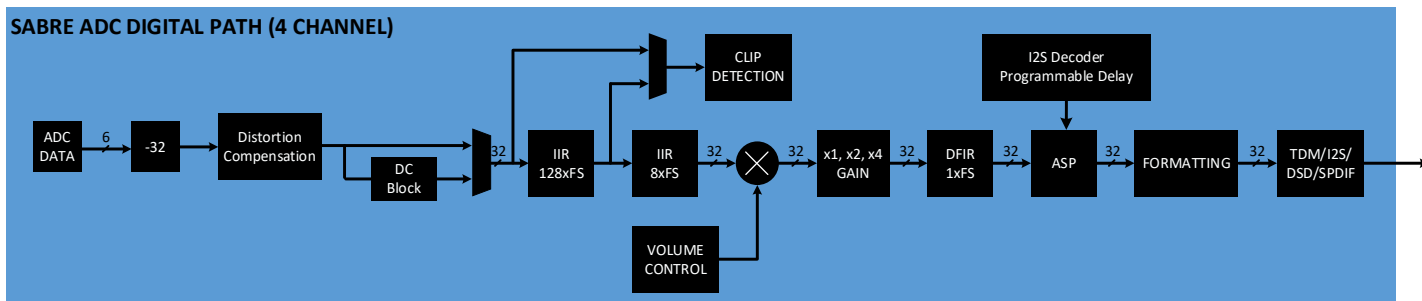 SABRE ADC DIGITAL PATH (4 CHANNEL)
CLIP
DETECTION
I2S Decoder
Programmable Delay
ADC
DATA
6
-32
Distortion
Compensation
DC
Block
32
IIR
128xFS
IIR
8xFS
32
32
x1, x2, x4
GAIN
32
DFIR
1xFS
32
ASP
32
FORMATTING
32
TDM/I2S/
DSD/SPDIF
VOLUME
CONTROL